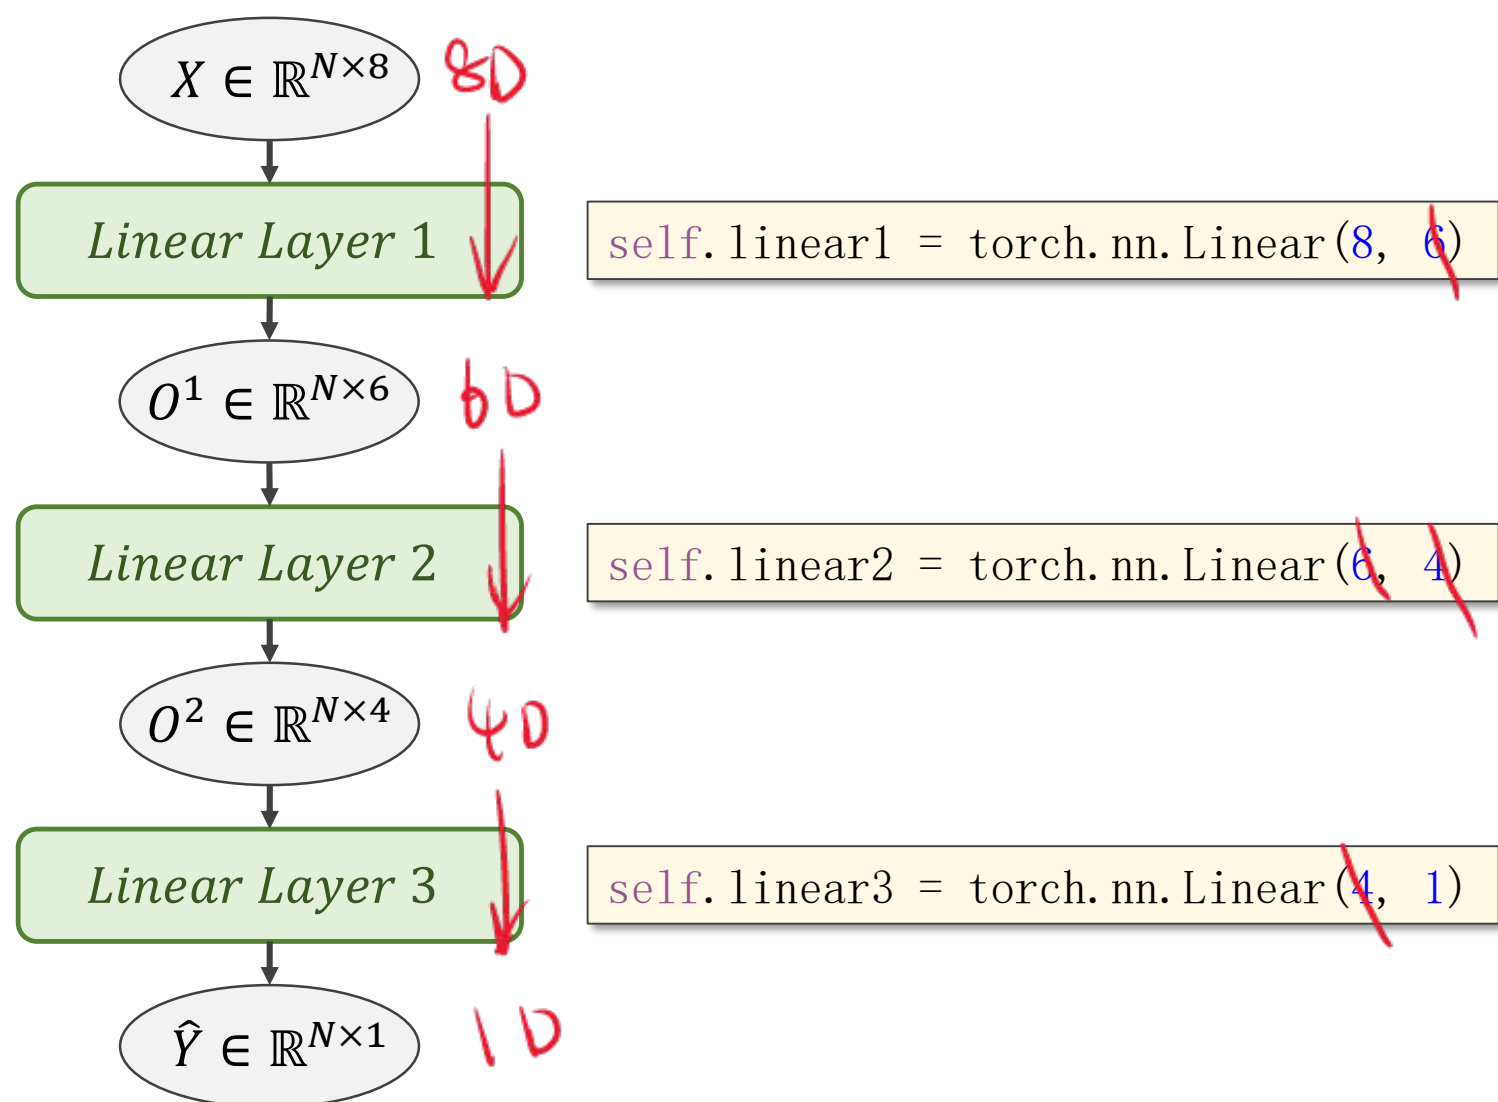 X ∈ ℝ^{N×8} 8D
Linear Layer 1
self.linear1 = torch.nn.Linear(8, 6)
O^1 ∈ ℝ^{N×6} 6D
Linear Layer 2
self.linear2 = torch.nn.Linear(6, 4)
O^2 ∈ ℝ^{N×4} 4D
Linear Layer 3
self.linear3 = torch.nn.Linear(4, 1)
Ŷ ∈ ℝ^{N×1} 1D